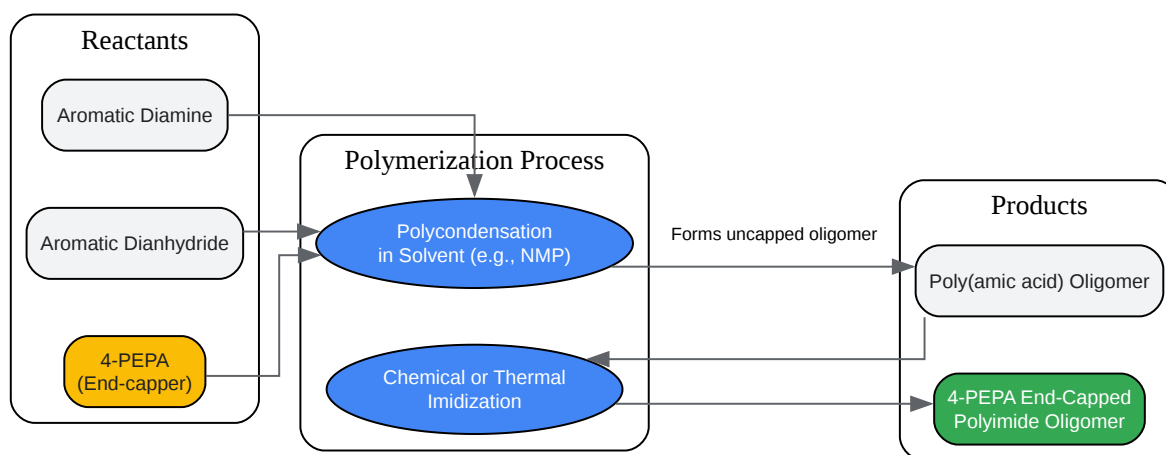 Reactants
Aromatic Diamine
Aromatic Dianhydride
4-PEPA
(End-capper)
Polymerization Process
Polycondensation
in Solvent (e.g., NMP)
Chemical or Thermal
Imidization
Forms uncapped oligomer
Products
Poly(amic acid) Oligomer
4-PEPA End-Capped
Polyimide Oligomer